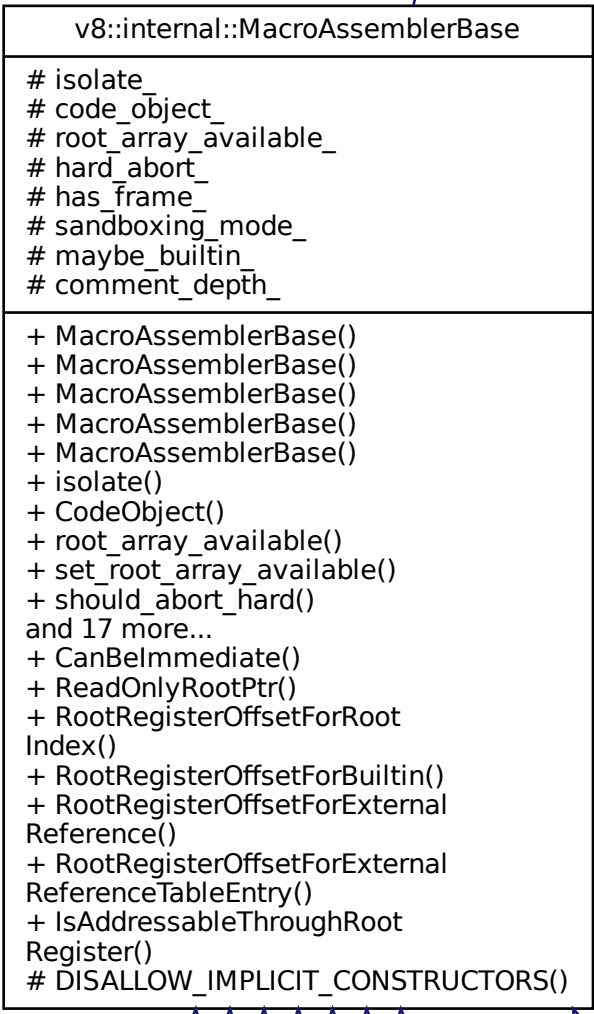 v8::internal::MacroAssemblerBase
# isolate_
# code_object_
# root_array_available_
# hard_abort_
# has_frame_
# sandboxing_mode_
# maybe_builtin_
# comment_depth_
+ MacroAssemblerBase()
+ MacroAssemblerBase()
+ MacroAssemblerBase()
+ MacroAssemblerBase()
+ MacroAssemblerBase()
+ isolate()
+ CodeObject()
+ root_array_available()
+ set_root_array_available()
+ should_abort_hard()
and 17 more...
+ CanBeImmediate()
+ ReadOnlyRootPtr()
+ RootRegisterOffsetForRoot
Index()
+ RootRegisterOffsetForBuiltin()
+ RootRegisterOffsetForExternal
Reference()
+ RootRegisterOffsetForExternal
ReferenceTableEntry()
+ IsAddressableThroughRoot
Register()
# DISALLOW_IMPLICIT_CONSTRUCTORS()